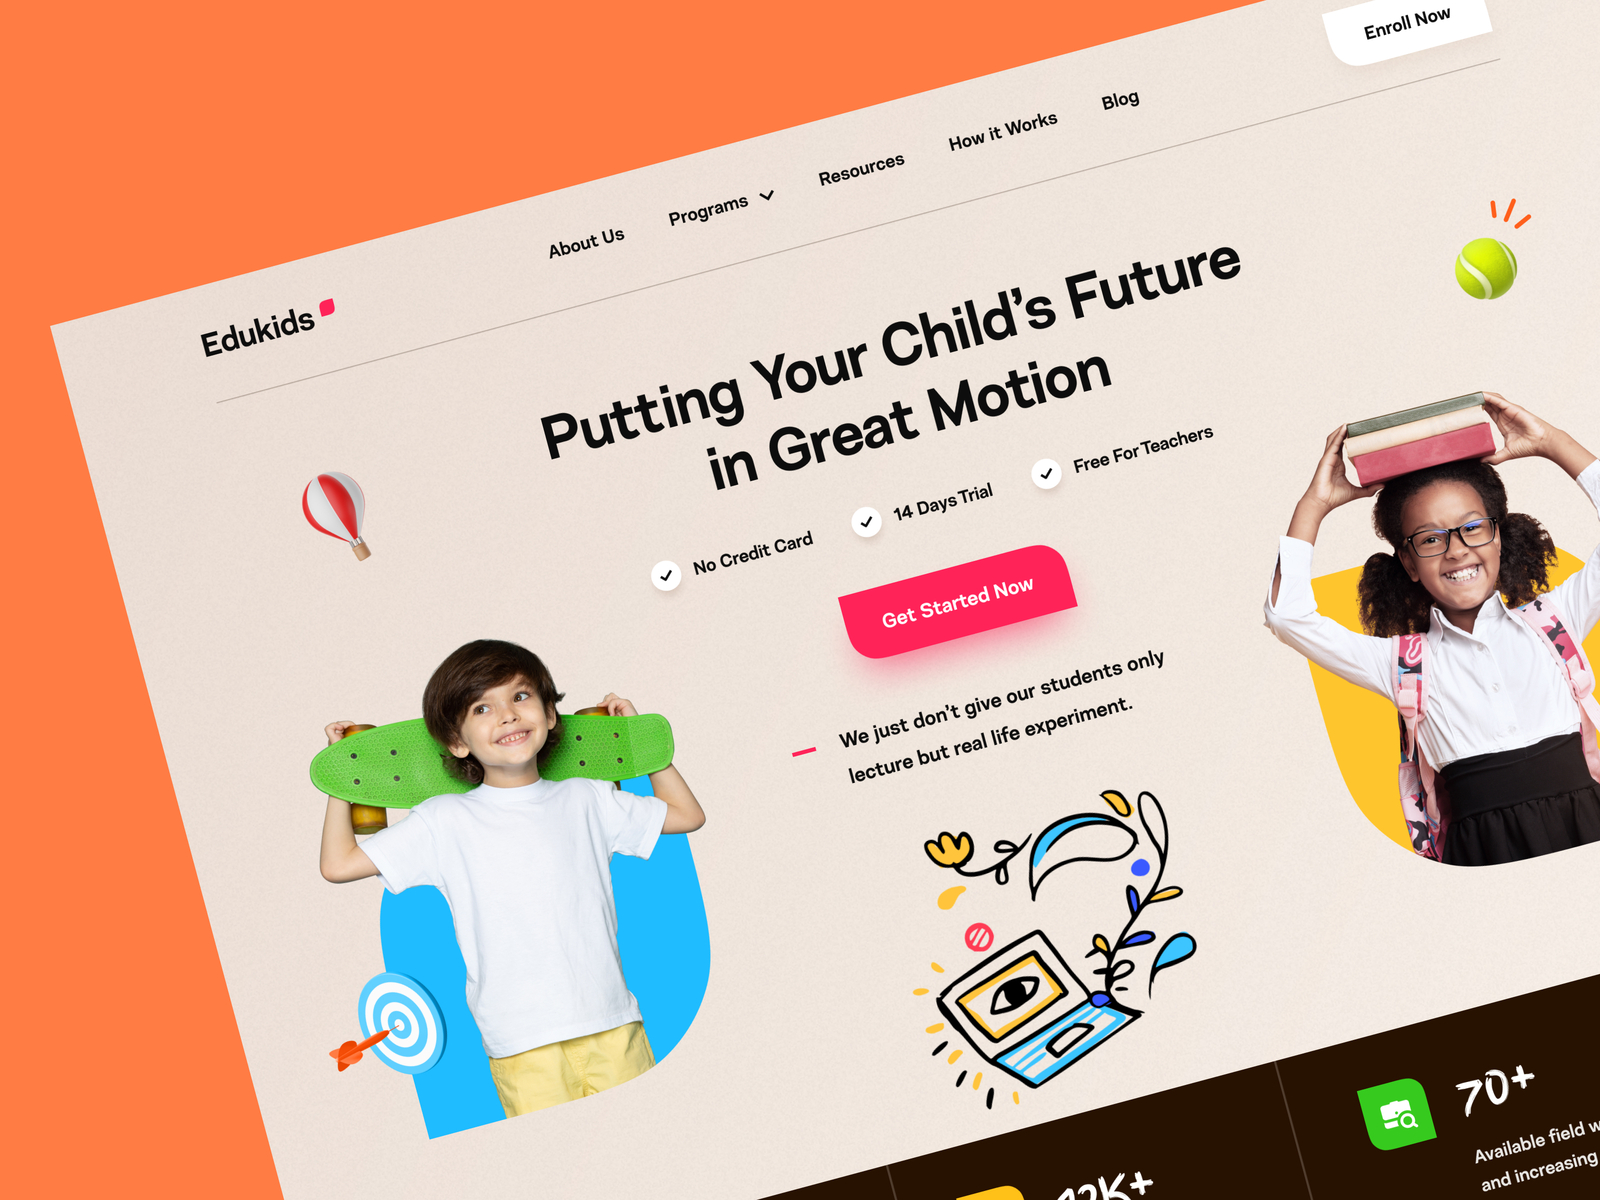 Enroll Now
Edukids
About Us
Programs
Resources
How it Works
Blog
Putting Your Child's Future
in Great Motion
No Credit Card
14 Days Trial
Free For Teachers
Get Started Now
We just don't give our students only
lecture but real life experiment.
70+
Available field
and increasing